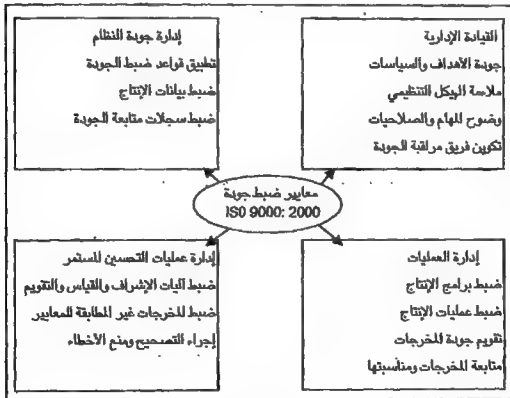 القيادة الإدارية
جودة الأهداف والسياسات
ملاءمة الهيكل التنظيمي
وضوح المهام والصلاحيات
تكوين فريق مراقبة الجودة
إدارة جودة النظام
تطبيق قواعد ضبط الجودة
ضبط بيانات الإنتاج
ضبط سجلات متابعة الجودة
معايير ضبط جودة
IS0 9000: 2000
إدارة العمليات
ضبط برامج الإنتاج
ضبط عمليات الإنتاج
تقويم جودة المخرجات
متابعة المخرجات ومناسبتها
إدارة عمليات التحسين المستمر
ضبط آليات الإشراف والقياس والتقويم
ضبط المخرجات غير المطابقة للمعايير
إجراء التصحيح ومنع الأخطاء